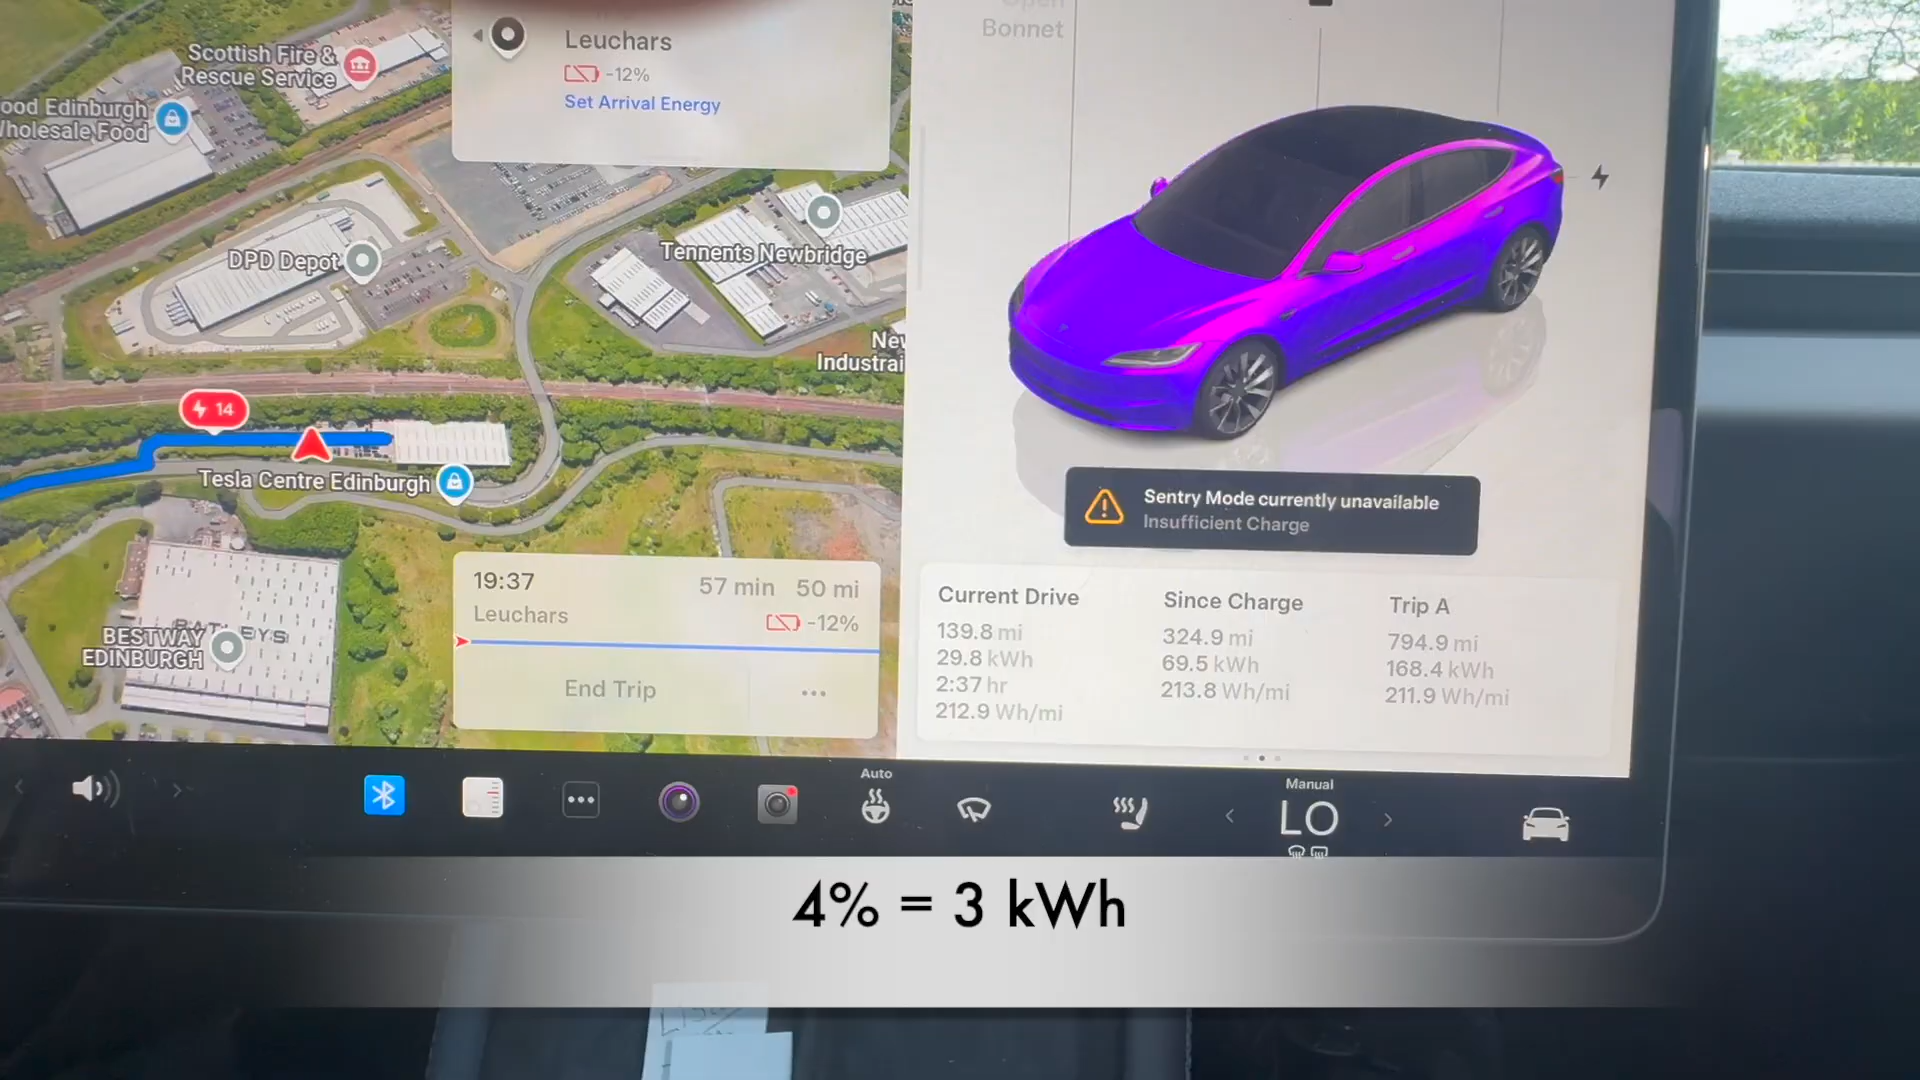 Scottish Fire &
Rescue Service
ood Edinburgh
Wholesale Food
DPD Depot
Tennents Newbridge
Industrai
14
Tesla Centre Edinburgh
BESTWAY
EDINBURGH
Leuchars
-12%
Set Arrival Energy
19:37
57 min
50 mi
Leuchars
-12%
End Trip
Open
Bonnet
Sentry Mode currently unavailable
Insufficient Charge
Current Drive
139.8 mi
29.8 kWh
2:37 hr
212.9 Wh/mi
Since Charge
324.9 mi
69.5 kWh
213.8 Wh/mi
Trip A
794.9 mi
168.4 kWh
211.9 Wh/mi
Auto
Manual
LO
4% = 3 kWh